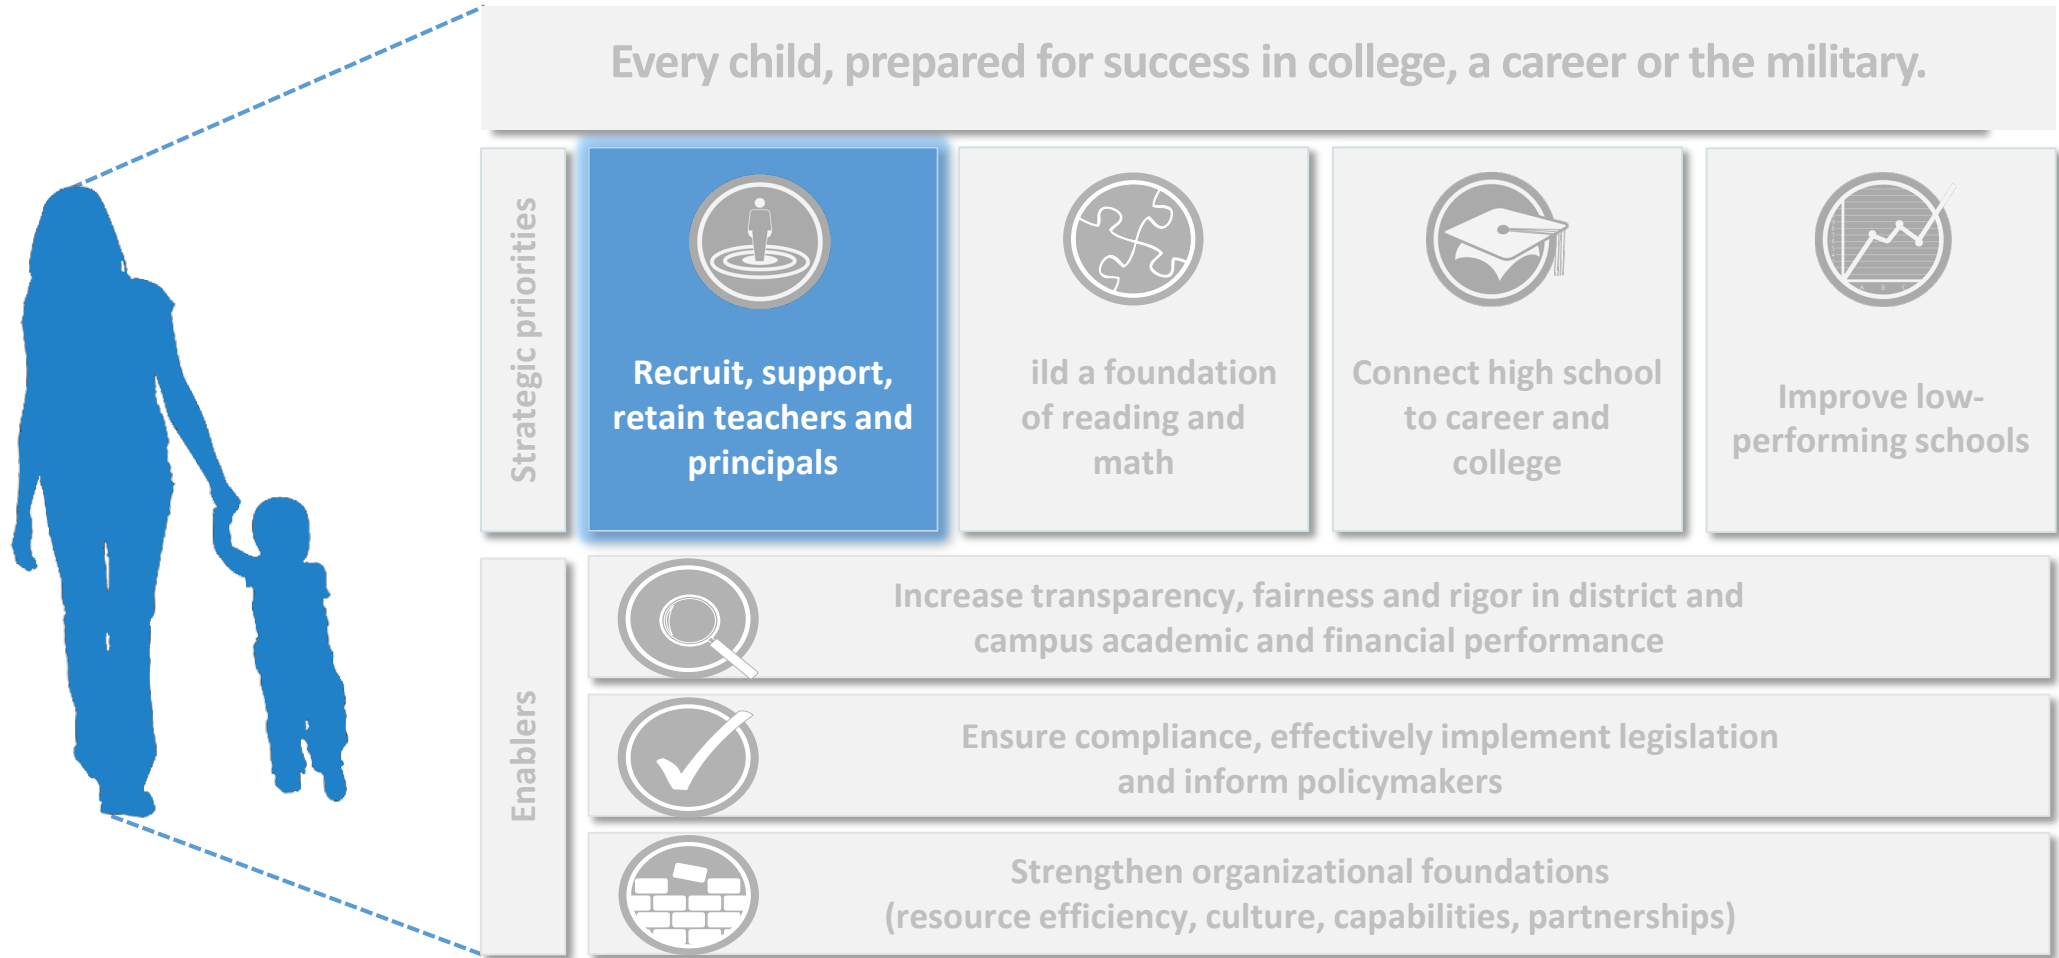 Every child, prepared for success in college, a career or the military.
Strategic priorities
Recruit, support,
retain teachers and
principals
ild a foundation
of reading and
math
Connect high school
to career and
college
Improve low-
performing schools
Enablers
Increase transparency, fairness and rigor in district and
campus academic and financial performance
Ensure compliance, effectively implement legislation
and inform policymakers
Strengthen organizational foundations
(resource efficiency, culture, capabilities, partnerships)
A B C